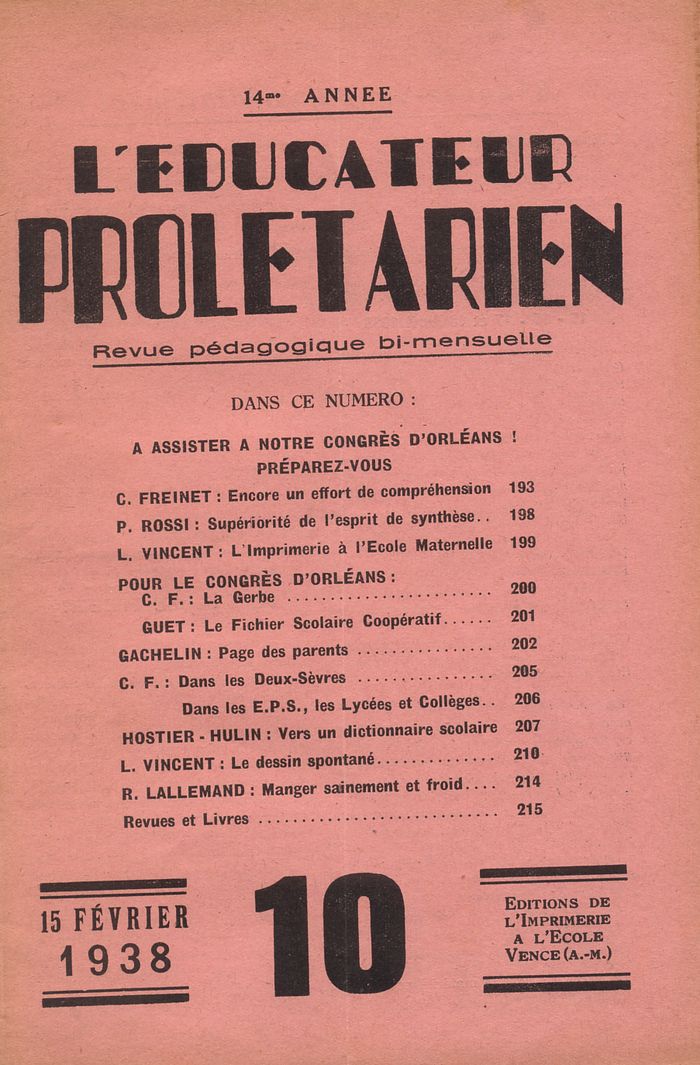 14me ANNEE
L'EDUCATEUR
PROLETARIEN
Revue pédagogique bi-mensuelle
DANS CE NUMERO :
A ASSISTER A NOTRE CONGRÈS D'ORLÉANS !
PRÉPAREZ-VOUS
C. FREINET : Encore un effort de compréhension 193
P. ROSSI : Supériorité de l'esprit de synthèse.. 198
L. VINCENT : L'Imprimerie à l'Ecole Maternelle 199
POUR LE CONGRÈS D'ORLÉANS :
C. F. : La Gerbe ........................ 200
GUET : Le Fichier Scolaire Coopératif...... 201
GACHELIN : Page des parents ................ 202
C. F. : Dans les Deux-Sèvres ................ 205
Dans les E.P.S., les Lycées et Collèges.. 206
HOSTIER - HULIN : Vers un dictionnaire scolaire 207
L. VINCENT : Le dessin spontané.............. 210
R. LALLEMAND : Manger sainement et froid.... 214
Revues et Livres ............................ 215
15 FÉVRIER
1938
10
EDITIONS DE
L'IMPRIMERIE
A L'ECOLE
VENCE (A.-M.)